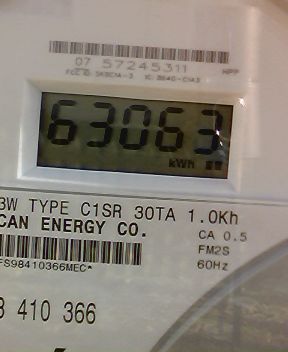 07 57245311
HPP
63063
kWh
3W TYPE C1SR 30TA 1.0Kh
CAN ENERGY CO.
CA 0.5
FM2S
60Hz
FS98410366MEC*
3 410 366